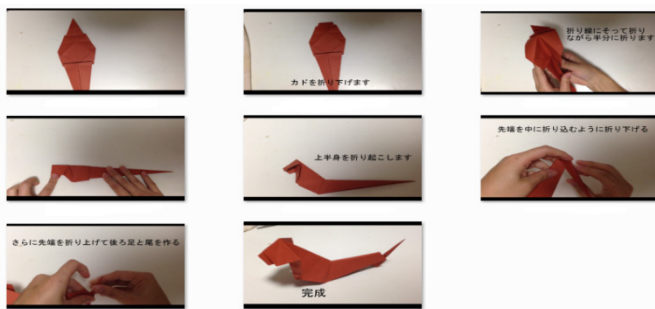 カドを折り下げます
折り線にそって折り
ながら半分に折ります
上半身を折り起こします
先端を中に折り込むように折り下げる
さらに先端を折り上げて後ろ足と尾を作る
完成